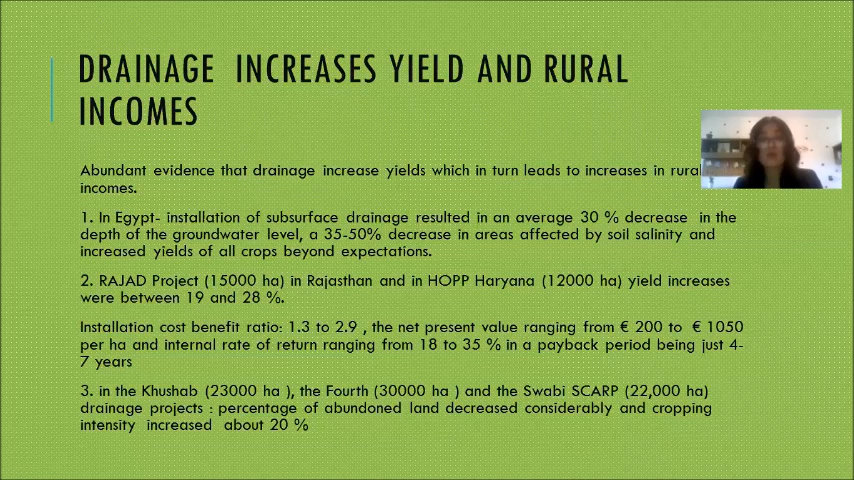 DRAINAGE INCREASES YIELD AND RURAL
INCOMES
Abundant evidence that drainage increase yields which in turn leads to increases in rural
incomes.
1. In Egypt- installation of subsurface drainage resulted in an average 30 % decrease in the
depth of the groundwater level, a 35-50% decrease in areas affected by soil salinity and
increased yields of all crops beyond expectations.
2. RAJAD Project (15000 ha) in Rajasthan and in HOPP Haryana (12000 ha) yield increases
were between 19 and 28 %.
Installation cost benefit ratio: 1.3 to 2.9 , the net present value ranging from € 200 to € 1050
per ha and internal rate of return ranging from 18 to 35 % in a payback period being just 4-
7 years
3. in the Khushab (23000 ha ), the Fourth (30000 ha ) and the Swabi SCARP (22,000 ha)
drainage projects : percentage of abundoned land decreased considerably and cropping
intensity increased about 20 %